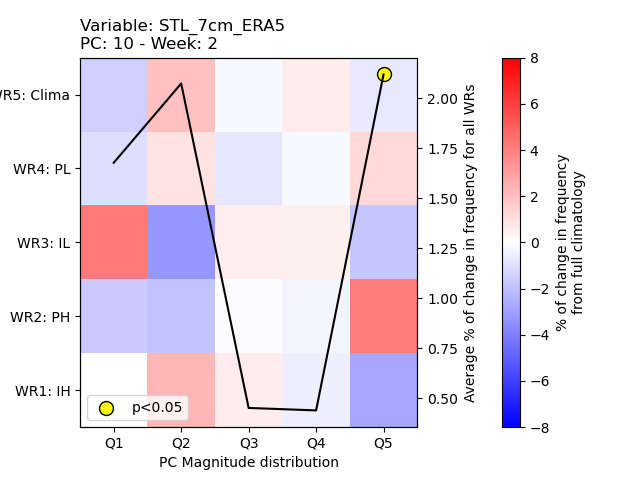 Variable: STL_7cm_ERA5
PC: 10 - Week: 2
WR5: Clima
WR4: PL
WR3: IL
WR2: PH
WR1: IH
p<0.05
Q1 Q2 Q3 Q4 Q5
PC Magnitude distribution
2.00
1.75
1.50
1.25
1.00
0.75
0.50
Average % of change in frequency for all WRs
8
6
4
2
0
−2
−4
−6
−8
% of change in frequency
from full climatology